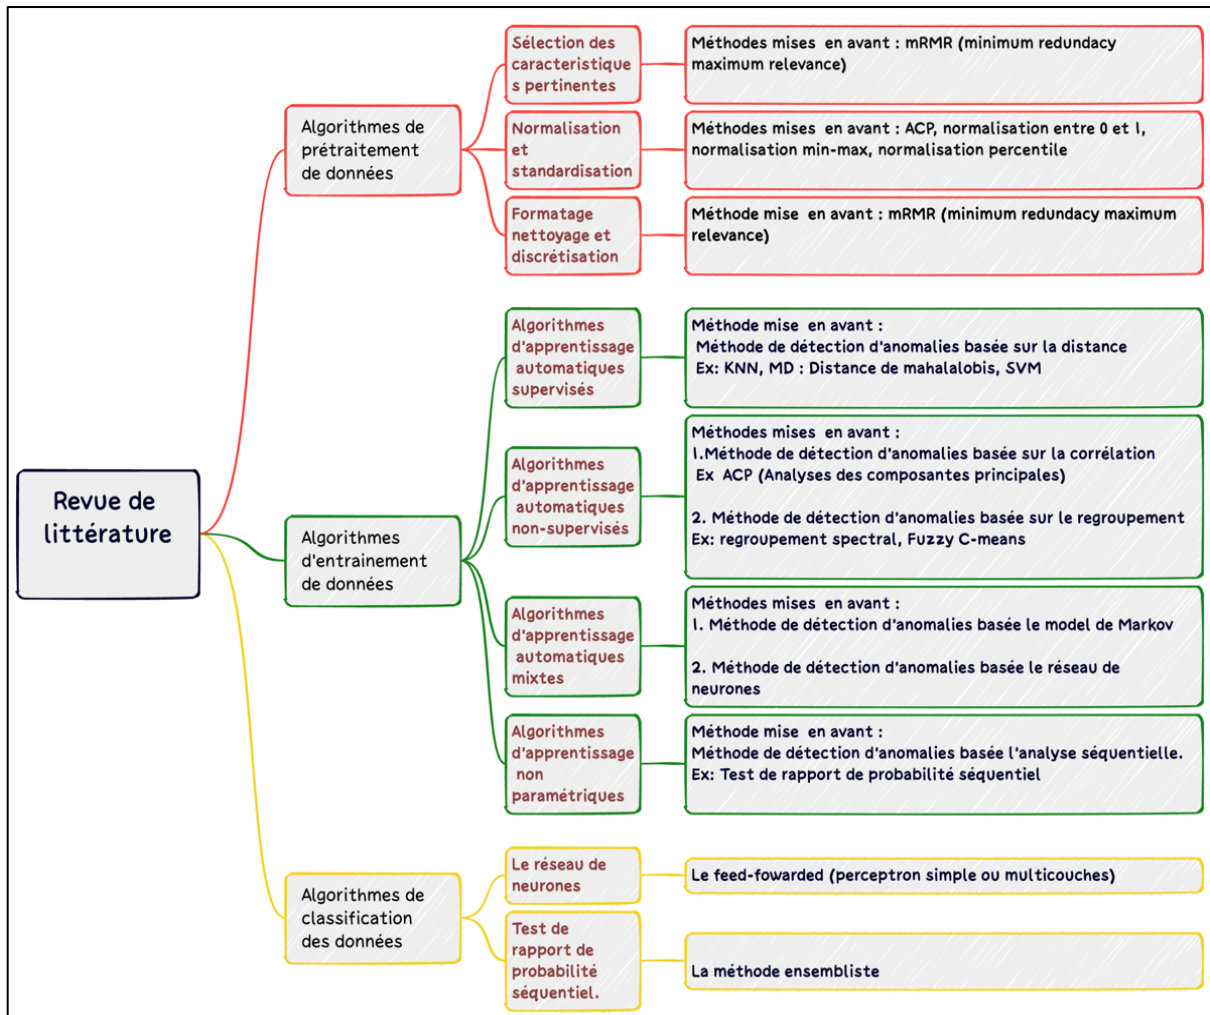 Revue de
littérature
Algorithmes de
prétraitement
de données
Sélection des
caracteristique
s pertinentes
Méthodes mises en avant : mRMR (minimum redundacy
maximum relevance)
Normalisation
et
standardisation
Méthodes mises en avant : ACP, normalisation entre 0 et 1,
normalisation min-max, normalisation percentile
Formatage
nettoyage et
discrétisation
Méthode mise en avant : mRMR (minimum redundacy maximum
relevance)
Algorithmes
d'entrainement
de données
Algorithmes
d'apprentissage
automatiques
supervisés
Méthode mise en avant :
Méthode de détection d'anomalies basée sur la distance
Ex: KNN, MD : Distance de mahalalobis, SVM
Algorithmes
d'apprentissage
automatiques
non-supervisés
Méthodes mises en avant :
1.Méthode de détection d'anomalies basée sur la corrélation
Ex ACP (Analyses des composantes principales)
2. Méthode de détection d'anomalies basée sur le regroupement
Ex: regroupement spectral, Fuzzy C-means
Algorithmes
d'apprentissage
automatiques
mixtes
Méthodes mises en avant :
1. Méthode de détection d'anomalies basée le model de Markov
2. Méthode de détection d'anomalies basée le réseau de
neurones
Algorithmes
d'apprentissage
non
paramétriques
Méthode mise en avant :
Méthode de détection d'anomalies basée l'analyse séquentielle.
Ex: Test de rapport de probabilité séquentiel
Algorithmes de
classification
des données
Le réseau de
neurones
Le feed-fowarded (perceptron simple ou multicouches)
Test de
rapport de
probabilité
séquentiel.
La méthode ensembliste